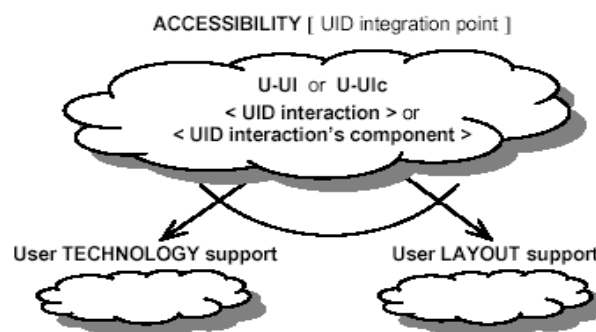 ACCESSIBILITY [ UID integration point ]
U-UI or U-UIc
< UID interaction > or
< UID interaction's component >
User TECHNOLOGY support
User LAYOUT support